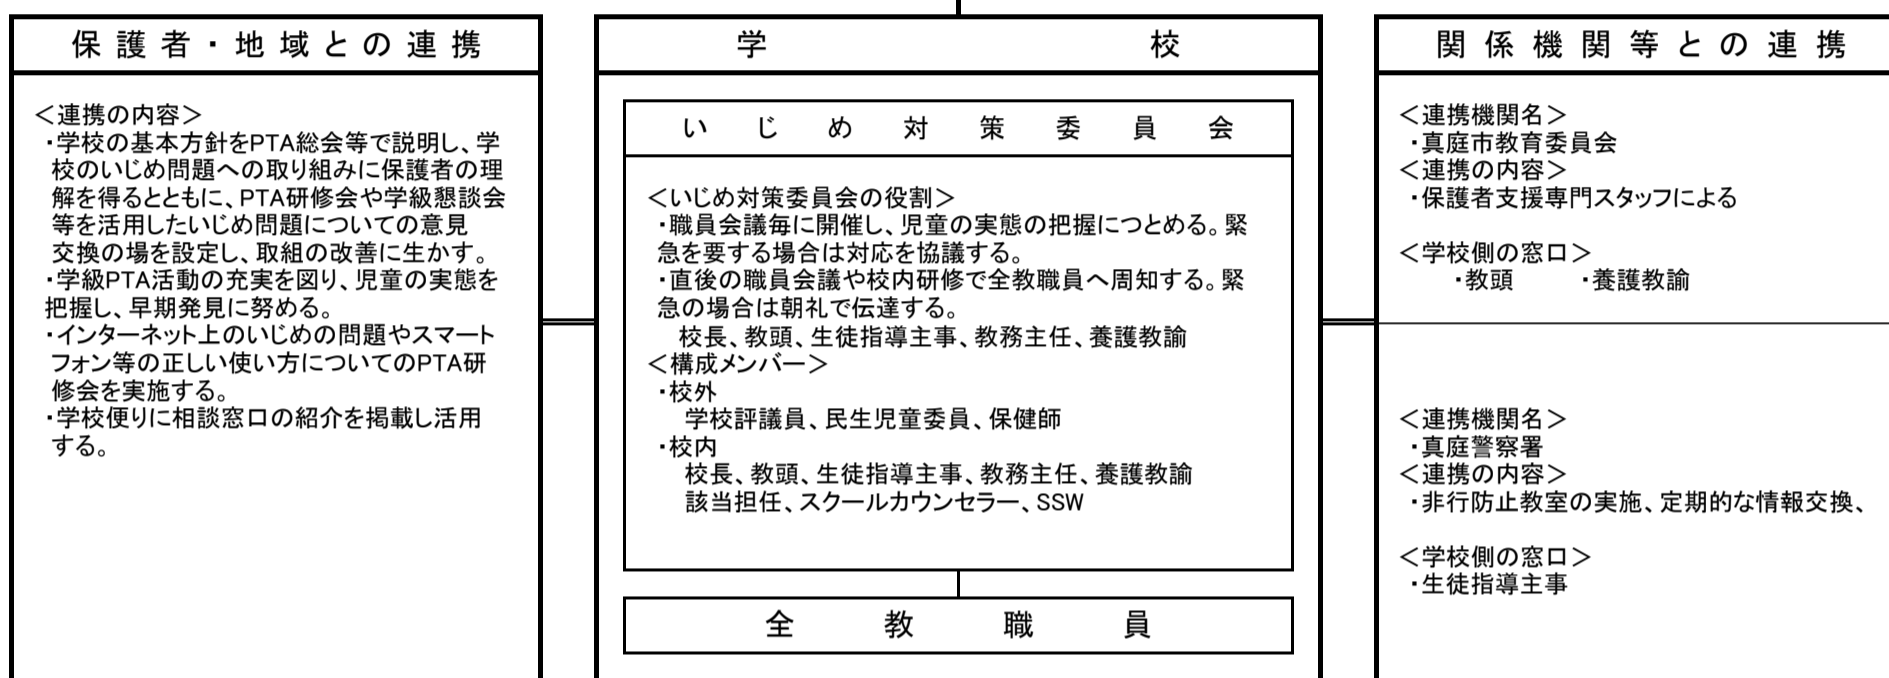 保護者・地域との連携
＜連携の内容＞
・学校の基本方針をPTA総会等で説明し、学
校のいじめ問題への取り組みに保護者の理
解を得るとともに、PTA研修会や学級懇談会
等を活用したいじめ問題についての意見
交換の場を設定し、取組の改善に生かす。
・学級PTA活動の充実を図り、児童の実態を
把握し、早期発見に努める。
・インターネット上のいじめの問題やスマート
フォン等の正しい使い方についてのPTA研
修会を実施する。
・学校便りに相談窓口の紹介を掲載し活用
する。
学校
いじめ対策委員会
＜いじめ対策委員会の役割＞
・職員会議毎に開催し、児童の実態の把握につとめる。緊
急を要する場合は対応を協議する。
・直後の職員会議や校内研修で全教職員へ周知する。緊
急の場合は朝礼で伝達する。
校長、教頭、生徒指導主事、教務主任、養護教諭
＜構成メンバー＞
・校外
学校評議員、民生児童委員、保健師
・校内
校長、教頭、生徒指導主事、教務主任、養護教諭
該当担任、スクールカウンセラー、SSW
全教職員
関係機関等との連携
＜連携機関名＞
・真庭市教育委員会
＜連携の内容＞
・保護者支援専門スタッフによる
＜学校側の窓口＞
・教頭　・養護教諭
＜連携機関名＞
・真庭警察署
＜連携の内容＞
・非行防止教室の実施、定期的な情報交換、
＜学校側の窓口＞
・生徒指導主事